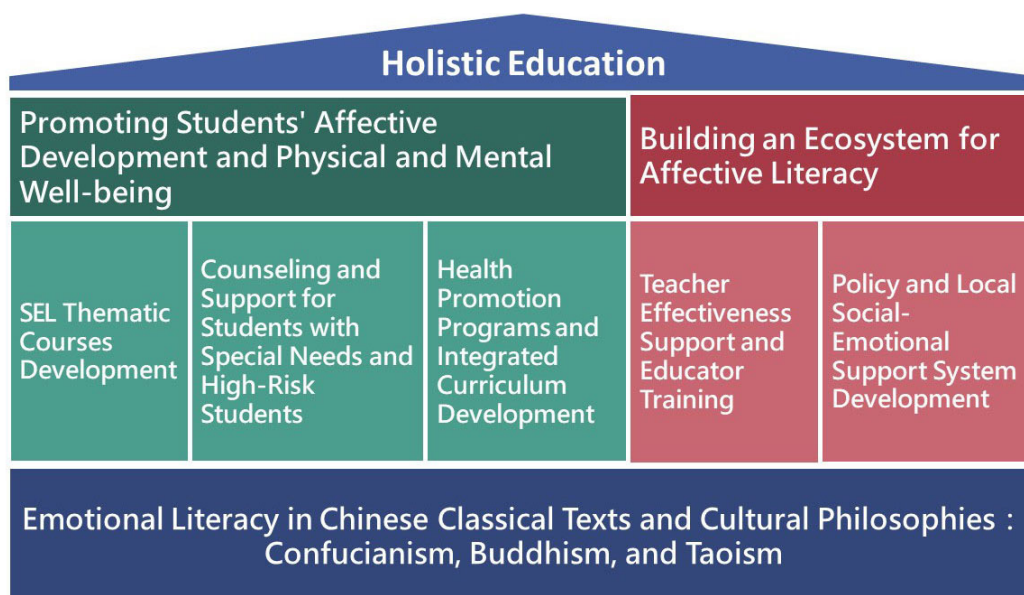 Holistic Education
Promoting Students' Affective
Development and Physical and Mental
Well-being
Building an Ecosystem for
Affective Literacy
SEL Thematic
Courses
Development
Counseling and
Support for
Students with
Special Needs and
High-Risk
Students
Health
Promotion
Programs and
Integrated
Curriculum
Development
Teacher
Effectiveness
Support and
Educator
Training
Policy and Local
Social-
Emotional
Support System
Development
Emotional Literacy in Chinese Classical Texts and Cultural Philosophies：
Confucianism, Buddhism, and Taoism